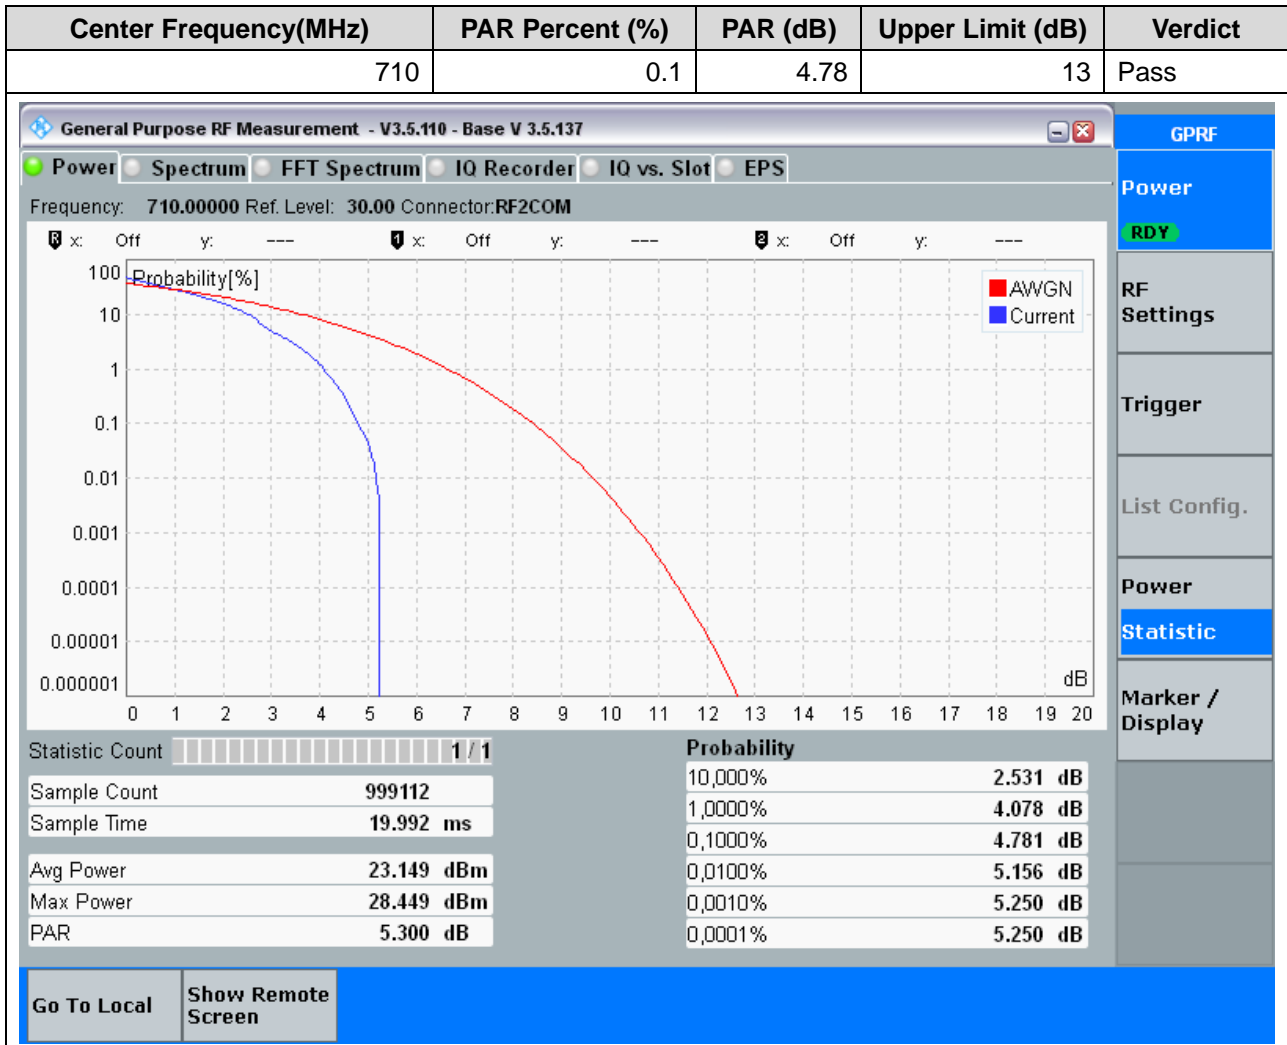 Center Frequency(MHz) PAR Percent (%) PAR (dB) Upper Limit (dB) Verdict
710 0.1 4.78 13 Pass
General Purpose RF Measurement - V3.5.110 - Base V 3.5.137
GPRF
Power Spectrum FFT Spectrum IQ Recorder IQ vs. Slot EPS
Power
RDY
Frequency: 710.00000 Ref. Level: 30.00 Connector:RF2COM
R x: Off y: --- 1 x: Off y: --- 2 x: Off y: ---
Probability[%]
AWGN
Current
100
10
1
0.1
0.01
0.001
0.0001
0.00001
0.000001
dB
0 1 2 3 4 5 6 7 8 9 10 11 12 13 14 15 16 17 18 19 20
RF
Settings
Trigger
List Config.
Power
Statistic
Marker /
Display
Statistic Count 1 / 1
Sample Count 999112
Sample Time 19.992 ms
Avg Power 23.149 dBm
Max Power 28.449 dBm
PAR 5.300 dB
Probability
10,000% 2.531 dB
1,0000% 4.078 dB
0,1000% 4.781 dB
0,0100% 5.156 dB
0,0010% 5.250 dB
0,0001% 5.250 dB
Go To Local
Show Remote
Screen